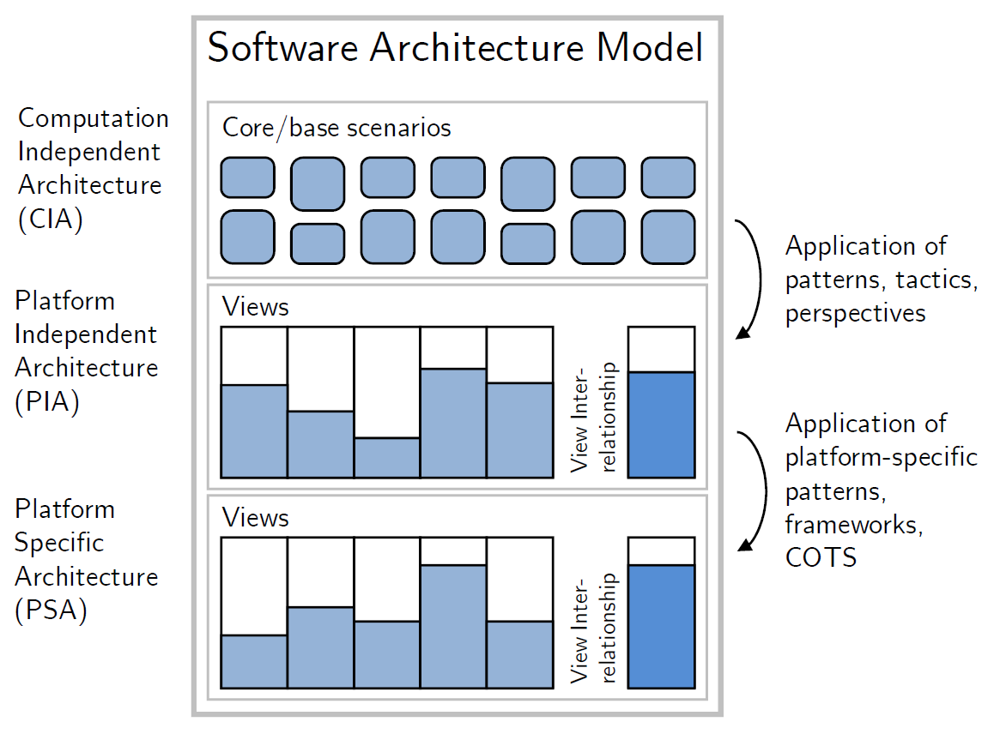 Software Architecture Model
Computation
Independent
Architecture
(CIA)
Core/base scenarios
Application of
patterns, tactics,
perspectives
Platform
Independent
Architecture
(PIA)
Views
View Inter-
relationship
Application of
platform-specific
patterns,
frameworks,
COTS
Platform
Specific
Architecture
(PSA)
Views
View Inter-
relationship